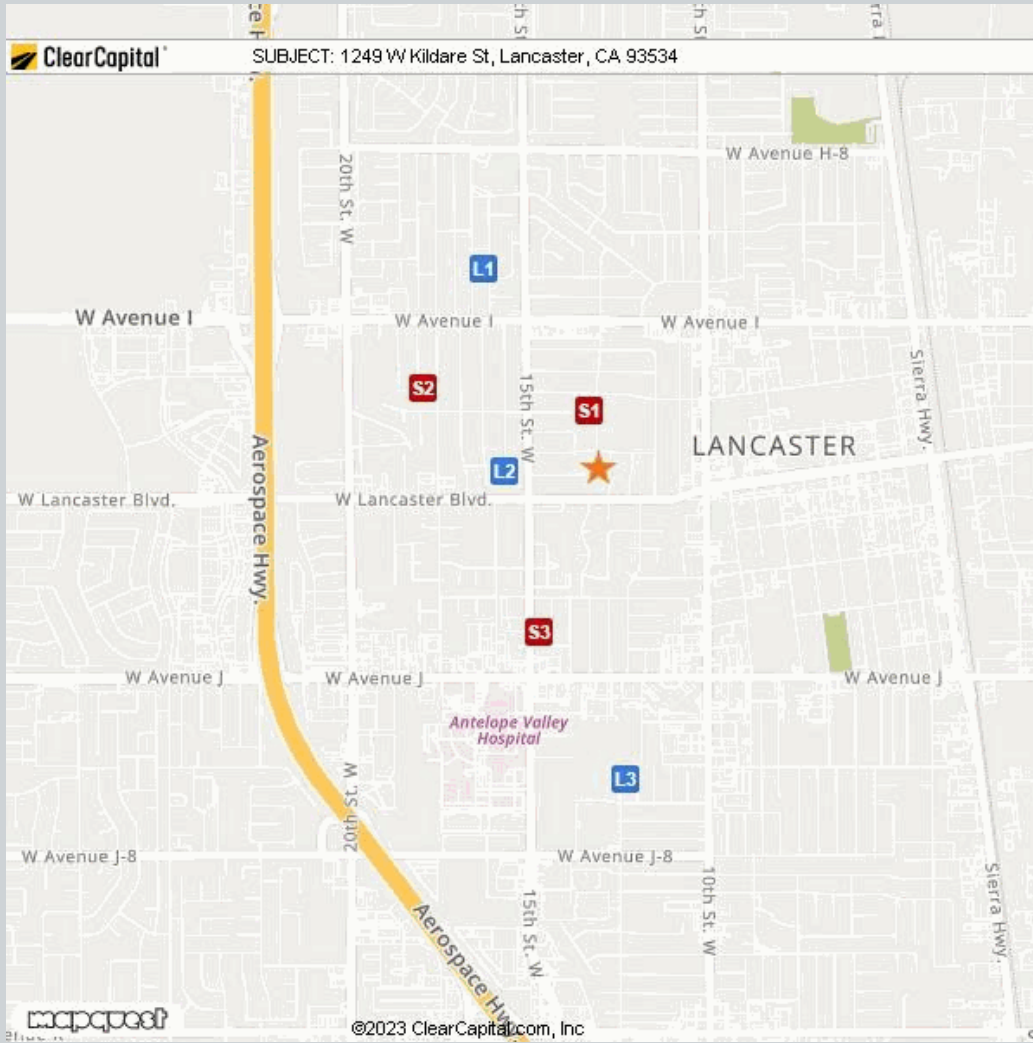 ClearCapital
SUBJECT: 1249 W Kildare St, Lancaster, CA 93534
W Avenue H-8
20th St. W
L1
W Avenue I
W Avenue I
W Avenue I
S2
15th St. W
S1
Sierra Hwy.
LANCASTER
Aerospace Hwy.
L2
W Lancaster Blvd.
W Lancaster Blvd.
S3
W Avenue J
W Avenue J
W Avenue J
Antelope Valley
Hospital
L3
20th St. W
W Avenue J-8
W Avenue J-8
10th St. W
Sierra Hwy.
15th St. W
Aerospace Hwy.
mapquest
©2023 ClearCapital.com, Inc